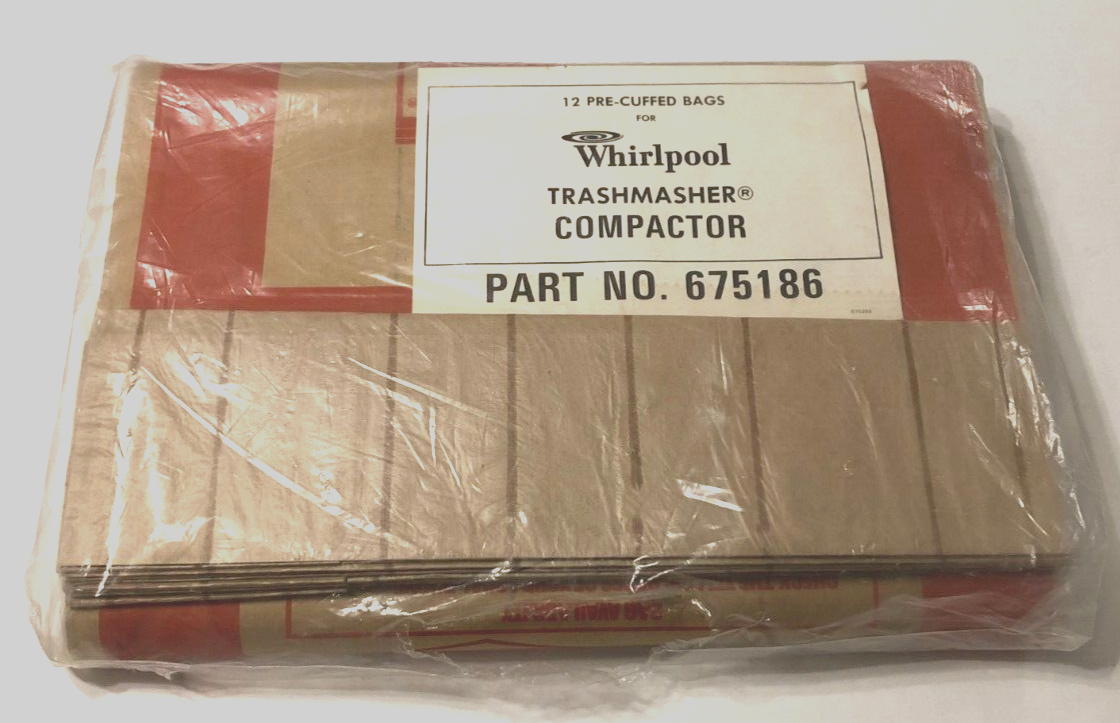 12 PRE-CUFFED BAGS
FOR
Whirlpool
TRASHMASHER®
COMPACTOR
PART NO. 675186